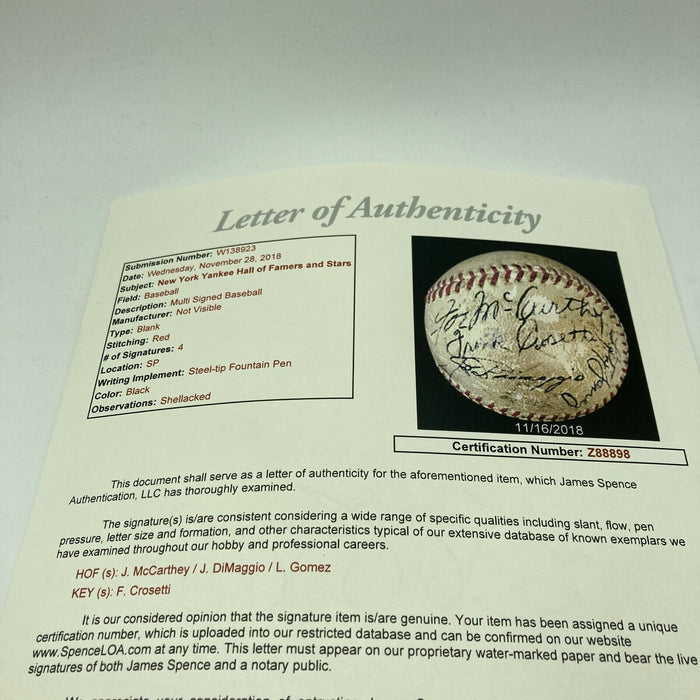 Letter of Authenticity
Submission Number: W138923
Date: Wednesday, November 28, 2018
Subject: New York Yankee Hall of Famers and Stars
Field: Baseball
Description: Multi Signed Baseball
Manufacturer: Not Visible
Type: Blank
Stitching: Red
# of Signatures: 4
Location: SP
Writing Implement: Steel-tip Fountain Pen
Color: Black
Observations: Shellacked
McCarthy
Frank Crosetti
Joe DiMaggio
11/16/2018
Certification Number: Z88898
This document shall serve as a letter of authenticity for the aforementioned item, which James Spence
Authentication, LLC has thoroughly examined.
The signature(s) is/are consistent considering a wide range of specific qualities including slant, flow, pen
pressure, letter size and formation, and other characteristics typical of our extensive database of known exemplars we
have examined throughout our hobby and professional careers.
HOF (s): J. McCarthey / J. DiMaggio / L. Gomez
KEY (s): F. Crosetti
It is our considered opinion that the signature item is/are genuine. Your item has been assigned a unique
certification number, which is uploaded into our restricted database and can be confirmed on our website
www.SpenceLOA.com at any time. This letter must appear on our proprietary water-marked paper and bear the live
signatures of both James Spence and a notary public.